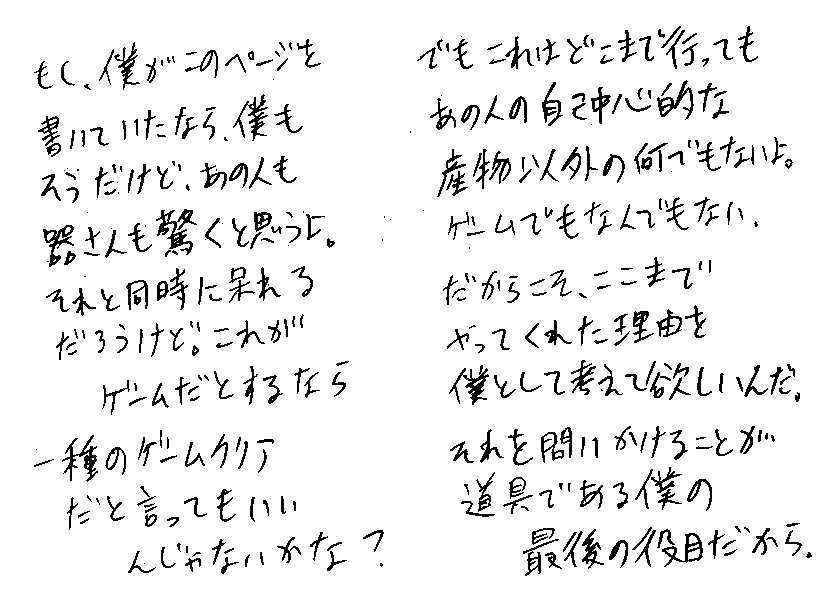 もし、僕がこのページを
書いていたなら、僕も
そうだけど、あの人も
器さんも驚くと思うよ。
それと同時に呆れる
だろうけど。これが
ゲームだとするなら
一種のゲームクリア
だと言ってもいい
んじゃないかな?
でもこれはどこまで行っても
あの人の自己中心的な
産物以外の何でもないよ。
ゲームでもなんでもない、
だからこそ、ここまで
やってくれた理由を
僕として考えて欲しいんだ。
それを問いかけることが
道具である僕の
最後の役目だから。